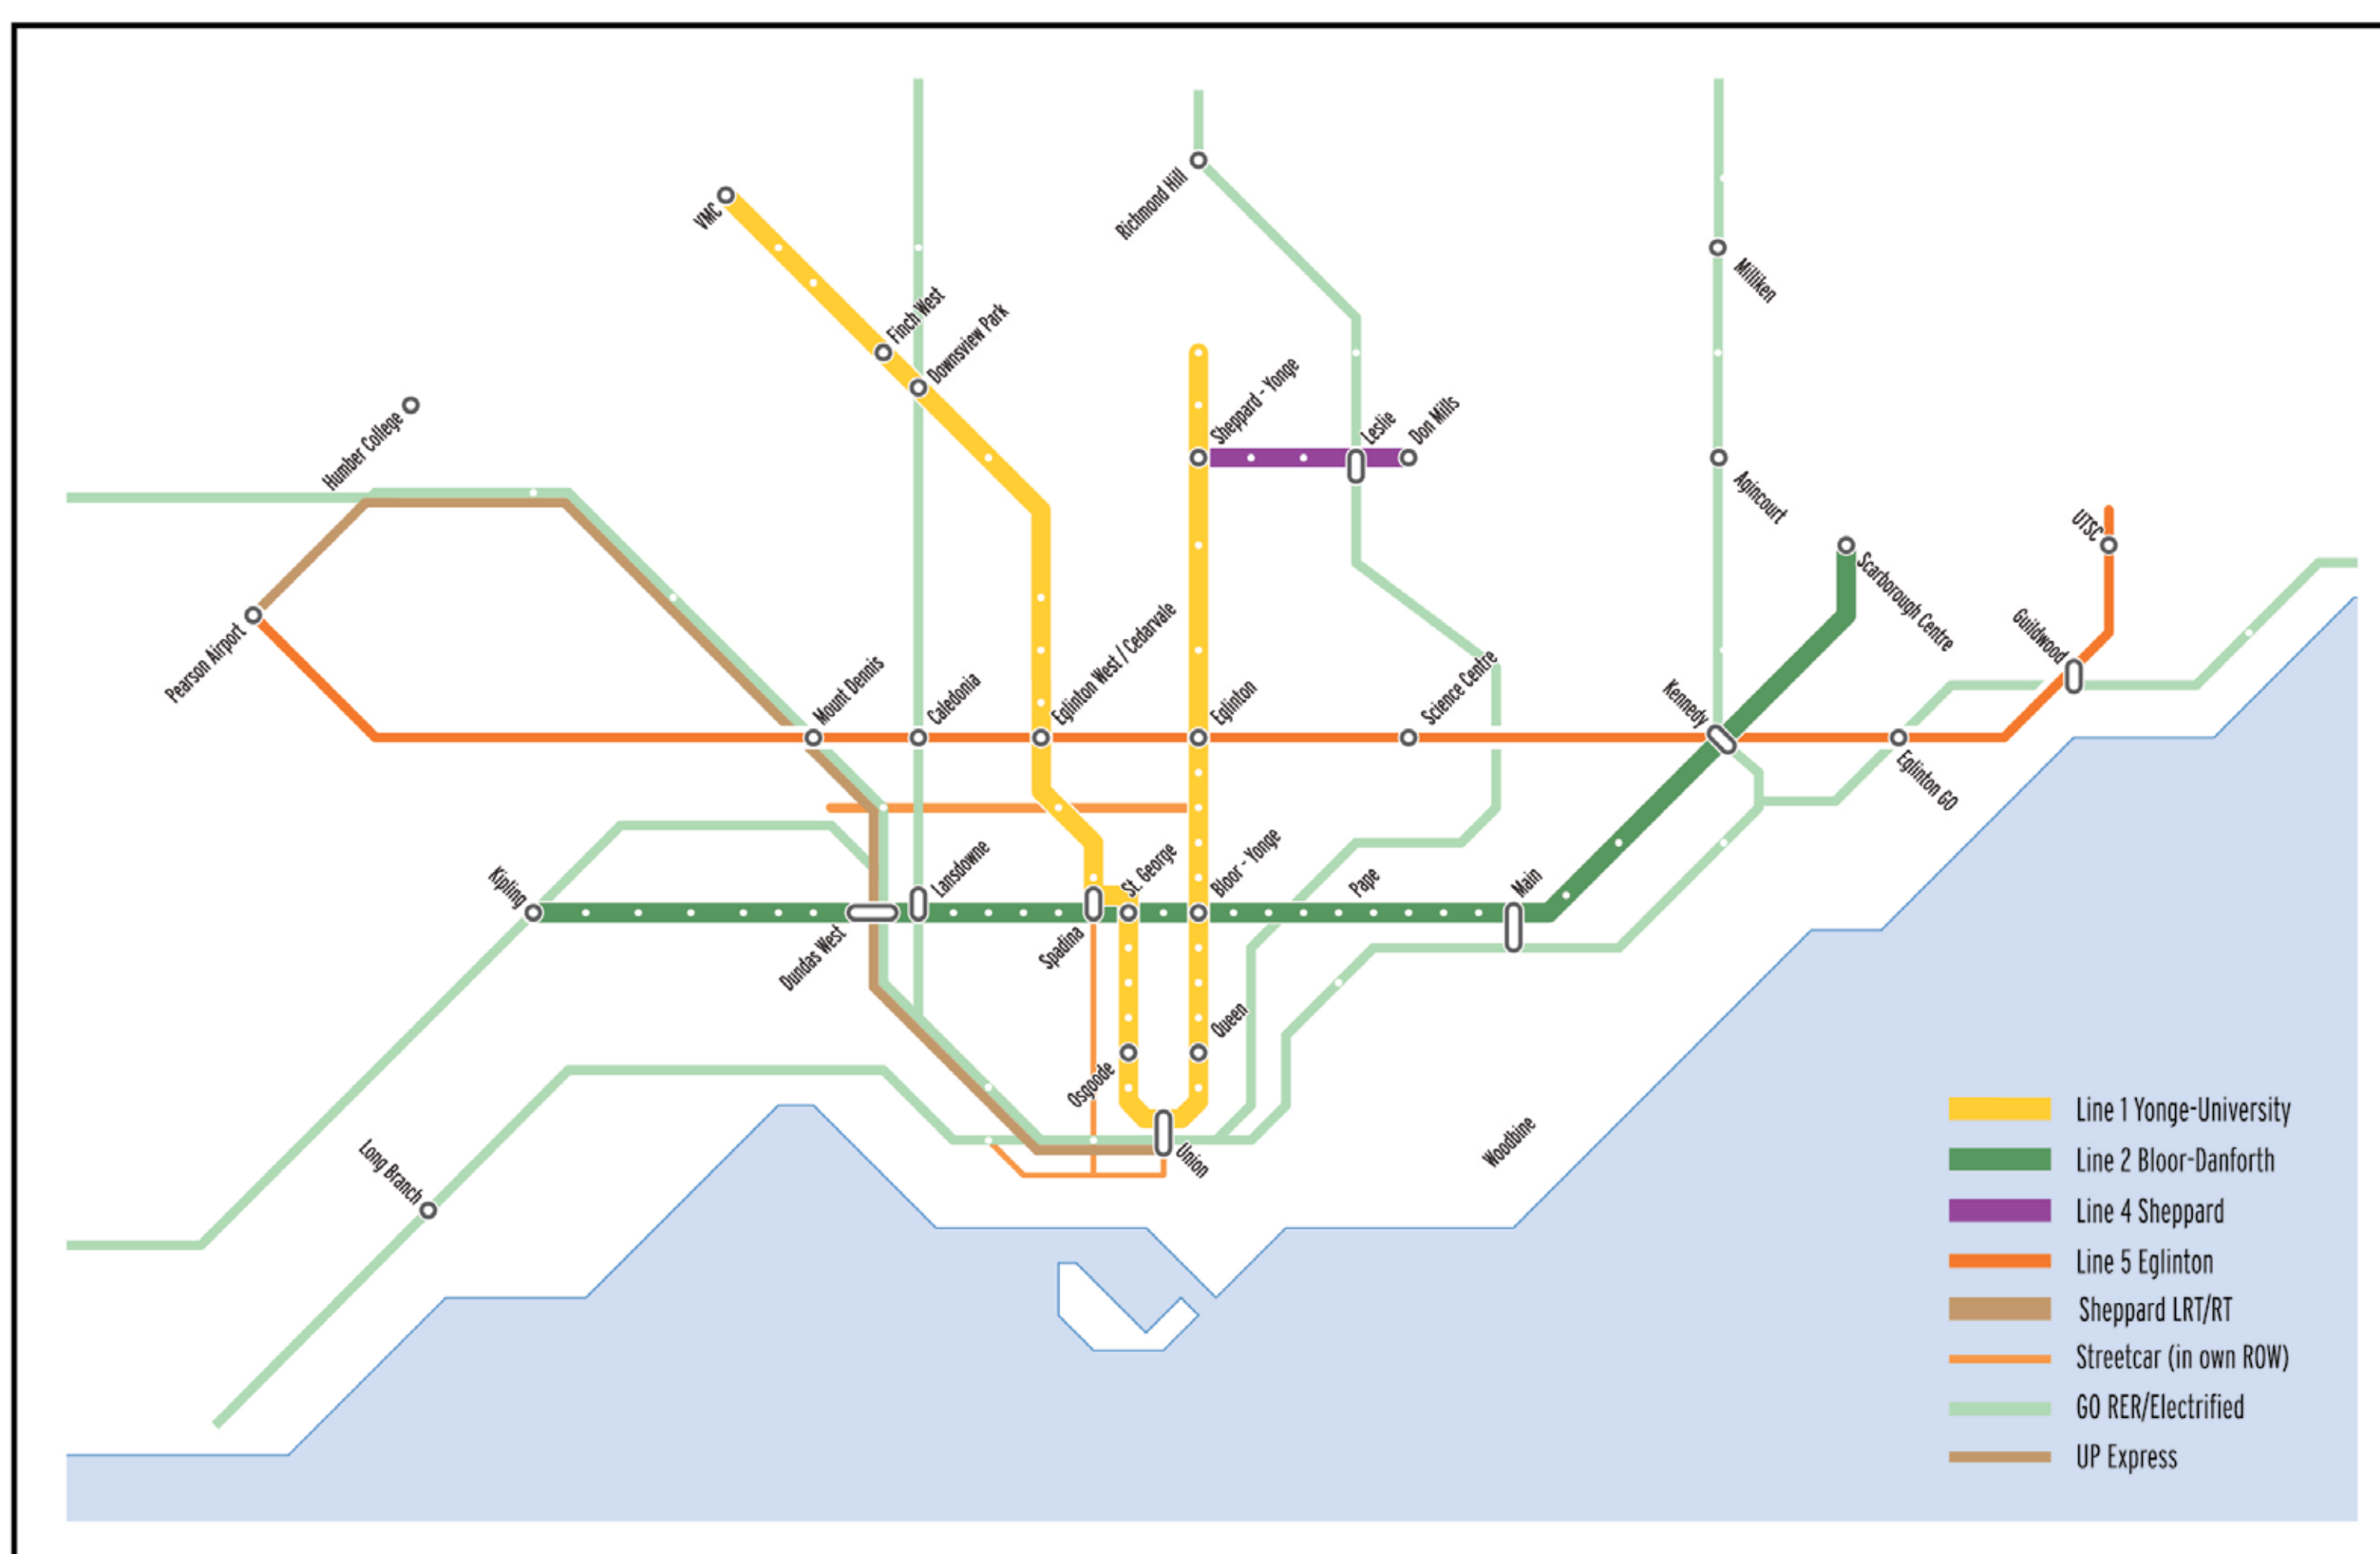 VMC
Richmond Hill
Milliken
Finch West
Downsview Park
Humber College
Sheppard - Yonge
Leslie
Don Mills
Agincourt
UTSC
Scarborough Centre
Pearson Airport
Mount Dennis
Caledonia
Eglinton West / Cedarvale
Eglinton
Science Centre
Kennedy
Guildwood
Eglinton GO
Kipling
Dundas West
Lansdowne
Spadina
St. George
Bloor - Yonge
Pape
Main
Osgoode
Queen
Union
Woodbine
Long Branch
Line 1 Yonge-University
Line 2 Bloor-Danforth
Line 4 Sheppard
Line 5 Eglinton
Sheppard LRT/RT
Streetcar (in own ROW)
GO RER/Electrified
UP Express